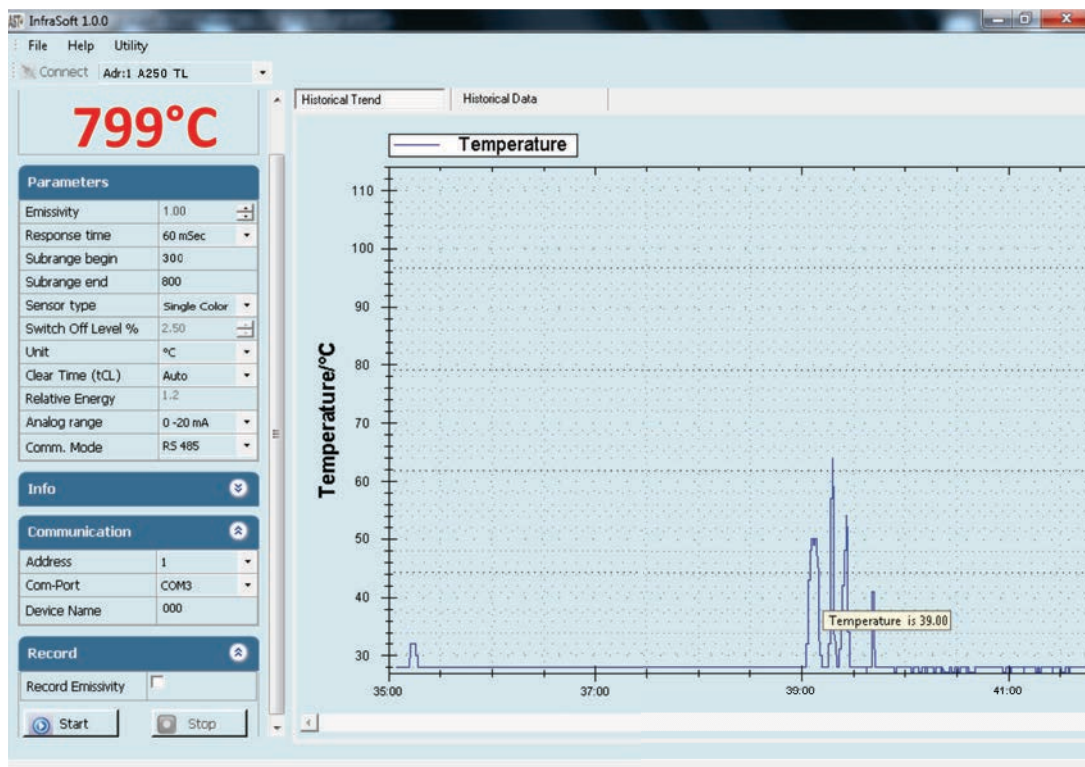 AST InfraSoft 1.0.0
File Help Utility
Connect Adr:1 A250 TL
799°C
Parameters
Emissivity 1.00
Response time 60 mSec
Subrange begin 300
Subrange end 800
Sensor type Single Color
Switch Off Level % 2.50
Unit °C
Clear Time (tCL) Auto
Relative Energy 1.2
Analog range 0 -20 mA
Comm. Mode RS 485
Info
Communication
Address 1
Com-Port COM3
Device Name 000
Record
Record Emissivity
Start Stop
Historical Trend Historical Data
Temperature
Temperature/°C
110
100
90
80
70
60
50
40
30
Temperature is 39.00
35:00 37:00 39:00 41:00